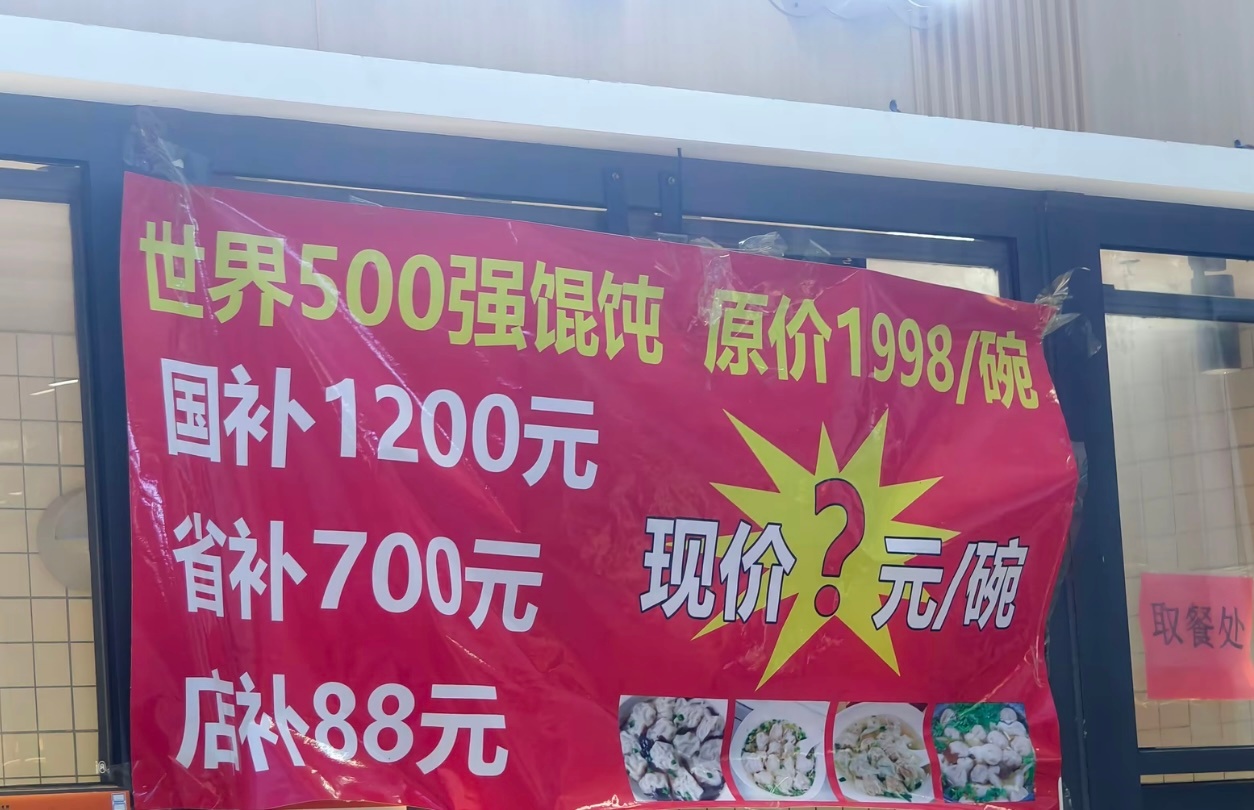 世界500强馄饨 原价1998/碗
国补1200元
省补700元
现价?元/碗
店补88元
取餐处